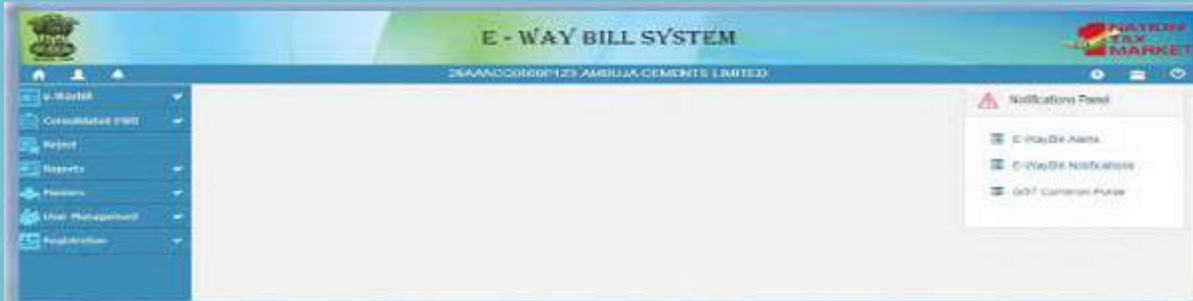 E - WAY BILL SYSTEM
NATION
TAX
MARKET
AMBUJA CEMENTS LIMITED
e-Waybill
Consolidated EWB
Reject
Reports
Masters
User Management
Registration
Notifications Panel
E-WayBill Alerts
E-WayBill Notifications
GST Common Portal